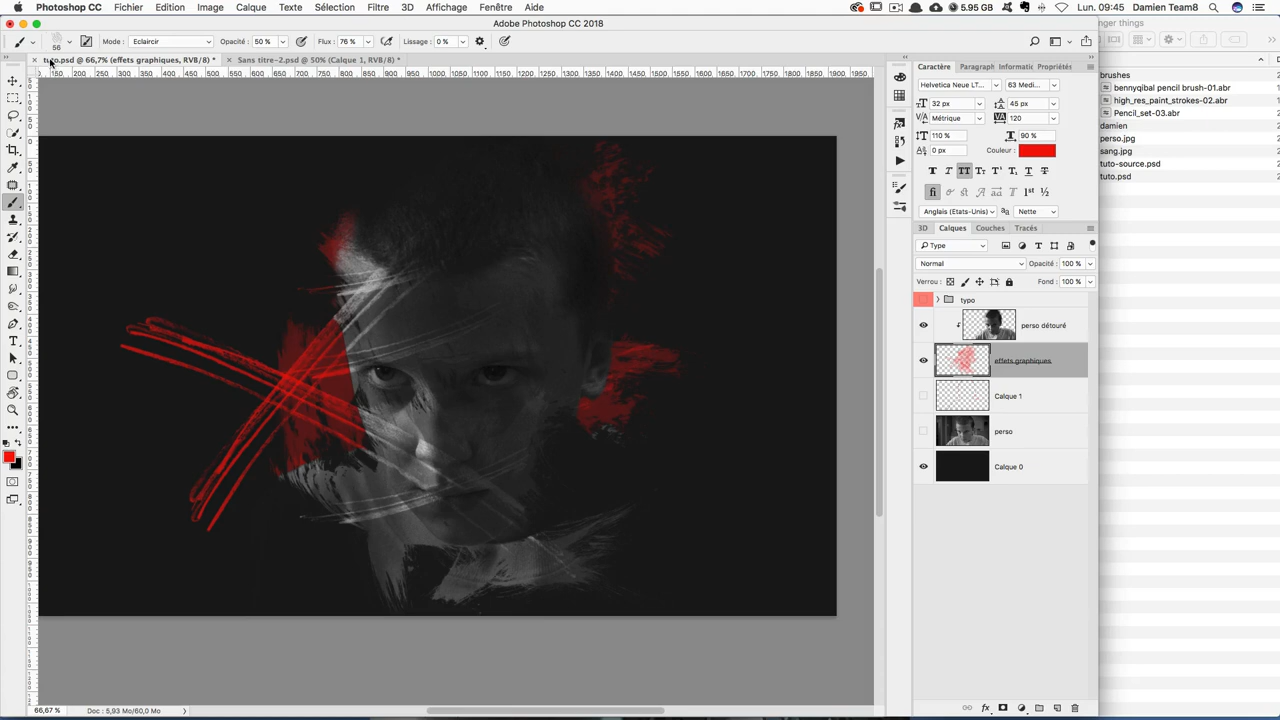 Photoshop CC Fichier Edition Image Calque Texte Sélection Filtre 3D Affichage Fenêtre Aide 5.95 GB Lun. 09:45 Damien Team8
Adobe Photoshop CC 2018
nger things
56 Mode : Eclaircir Opacité : 50 % Flux : 76 % Lissage : 0 %
tuto.psd @ 66,7% (effets graphiques, RVB/8) * Sans titre-2.psd @ 50% (Calque 1, RVB/8) *
Caractère Paragraph Informatic Propriétés
Helvetica Neue LT... 63 Medi...
32 px 45 px
Métrique 120
110 % 90 %
0 px Couleur :
Anglais (Etats-Unis) Nette
3D Calques Couches Tracés
Type
Normal Opacité : 100 %
Verrou : Fond : 100 %
typo
perso détouré
effets graphiques
Calque 1
perso
Calque 0
brushes
bennyqibal pencil brush-01.abr
high_res_paint_strokes-02.abr
Pencil_set-03.abr
damien
perso.jpg
sang.jpg
tuto-source.psd
tuto.psd
66,67 % Doc : 5,93 Mo/60,0 Mo